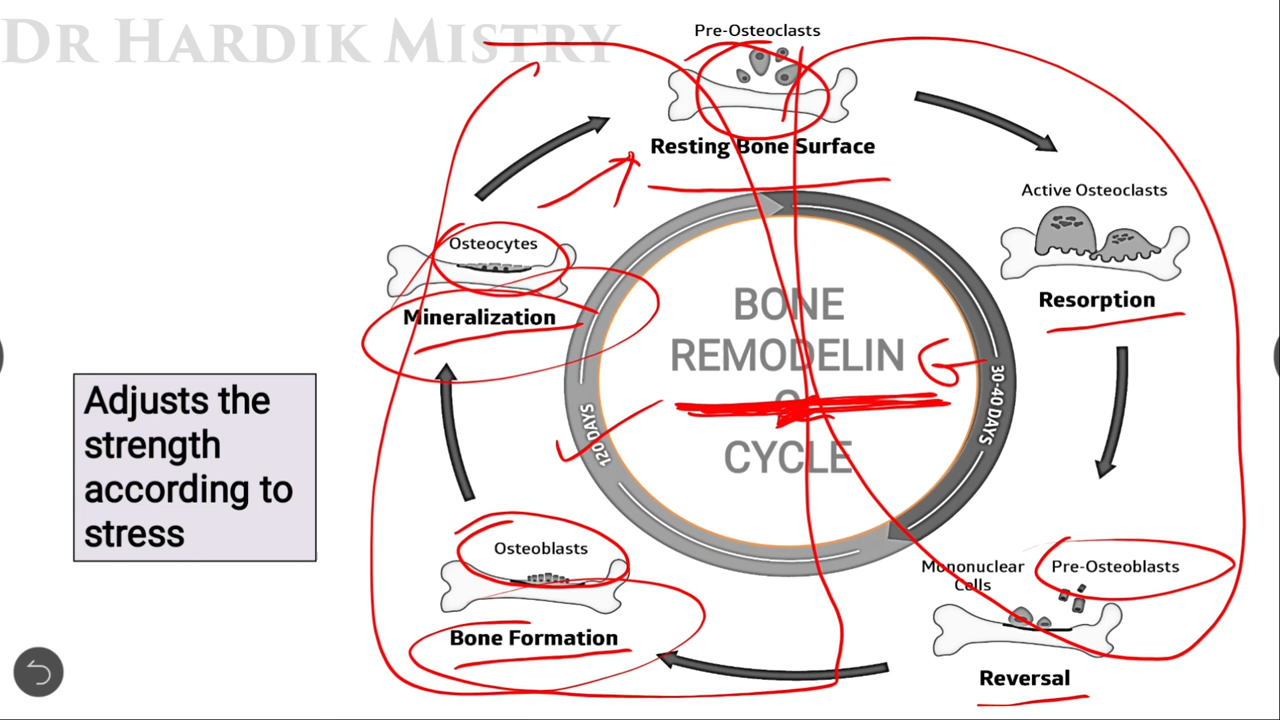 DR HARDIK MISTRY
Pre-Osteoclasts
Resting Bone Surface
Active Osteoclasts
Resorption
Osteocytes
Mineralization
BONE
REMODELIN
G
CYCLE
30-40 DAYS
120 DAYS
Adjusts the
strength
according to
stress
Osteoblasts
Bone Formation
Mononuclear
Cells
Pre-Osteoblasts
Reversal